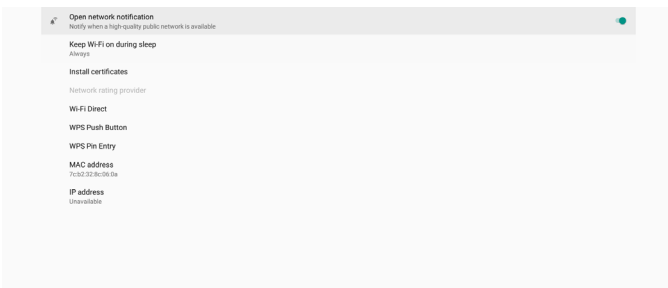 Open network notification
Notify when a high-quality public network is available
Keep Wi-Fi on during sleep
Always
Install certificates
Network rating provider
Wi-Fi Direct
WPS Push Button
WPS Pin Entry
MAC address
7c:b2:32:8c:06:0a
IP address
Unavailable